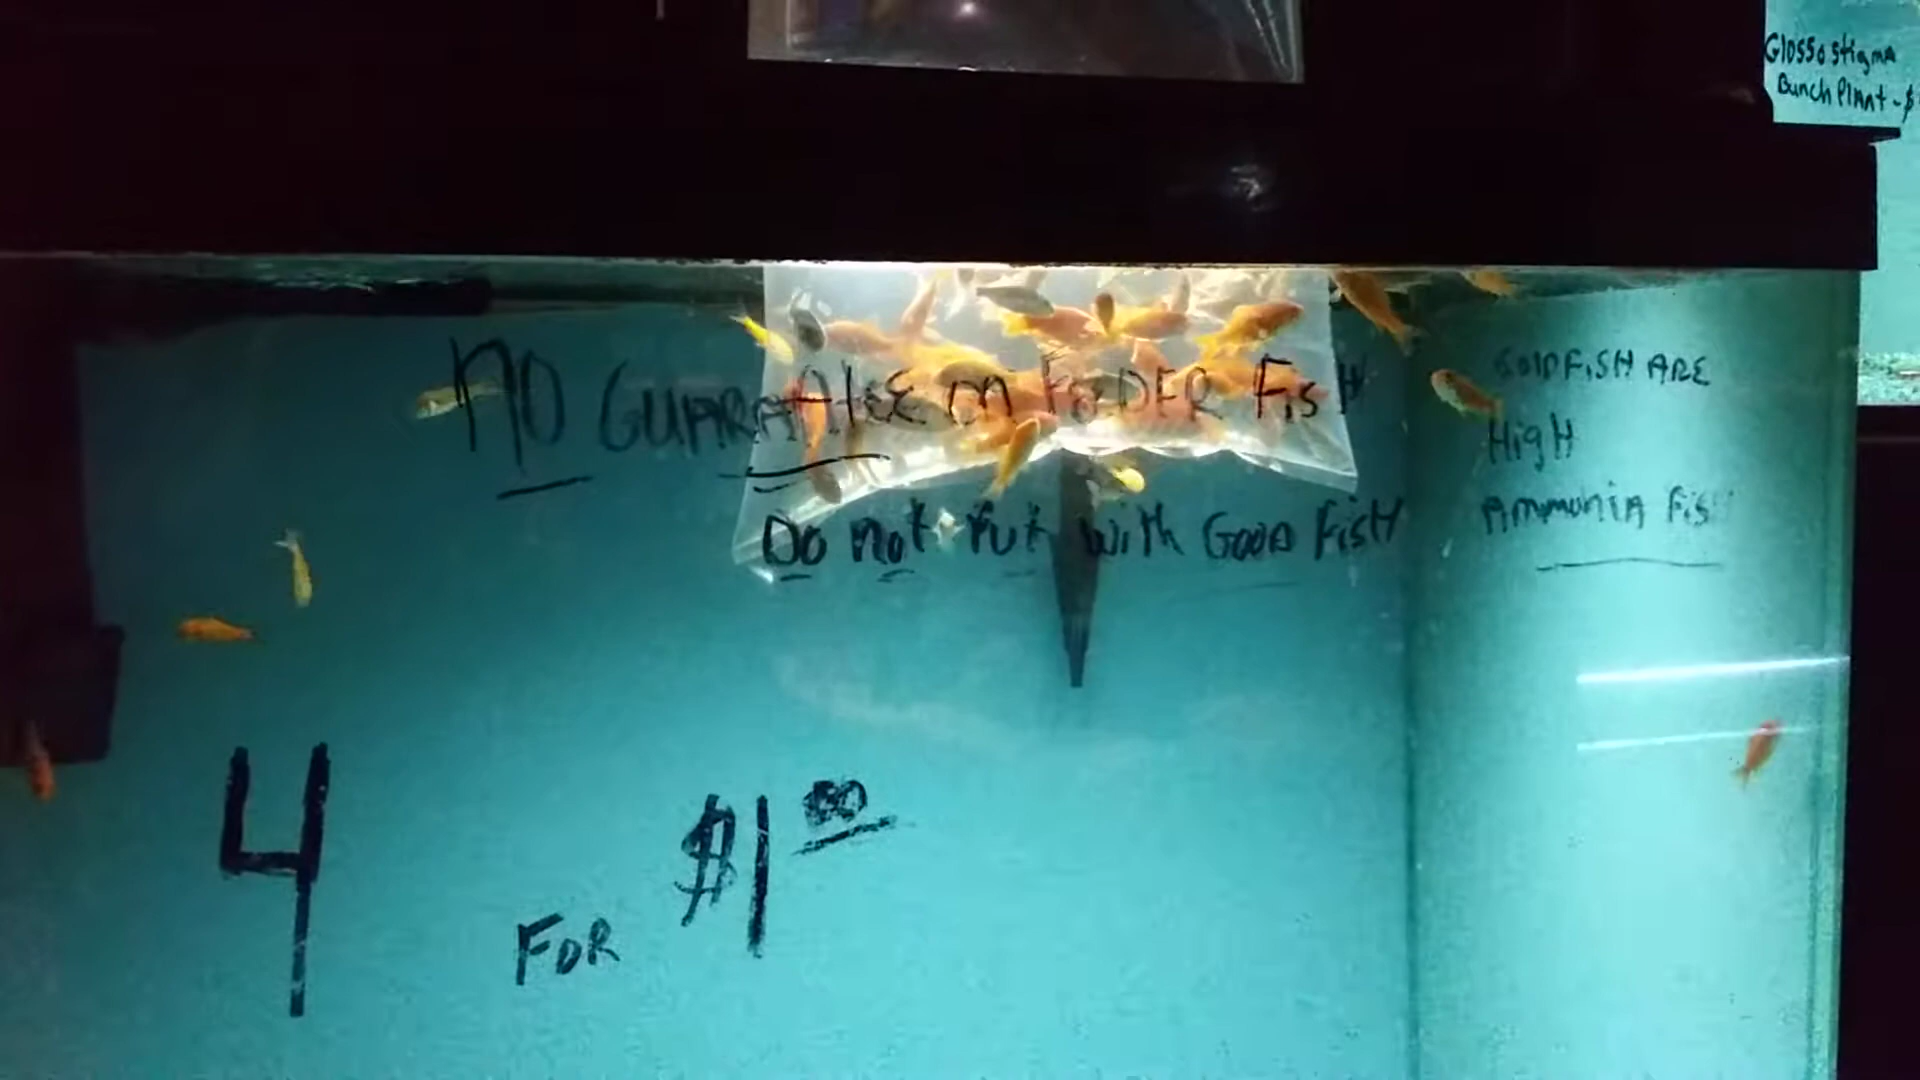 Glossostigma
Bunch Plant - $
NO GUARANTEE ON FEEDER FISH
Do not Put With Good Fish
GOLDFISH ARE
High
Ammonia Fish
4 FOR $1.00